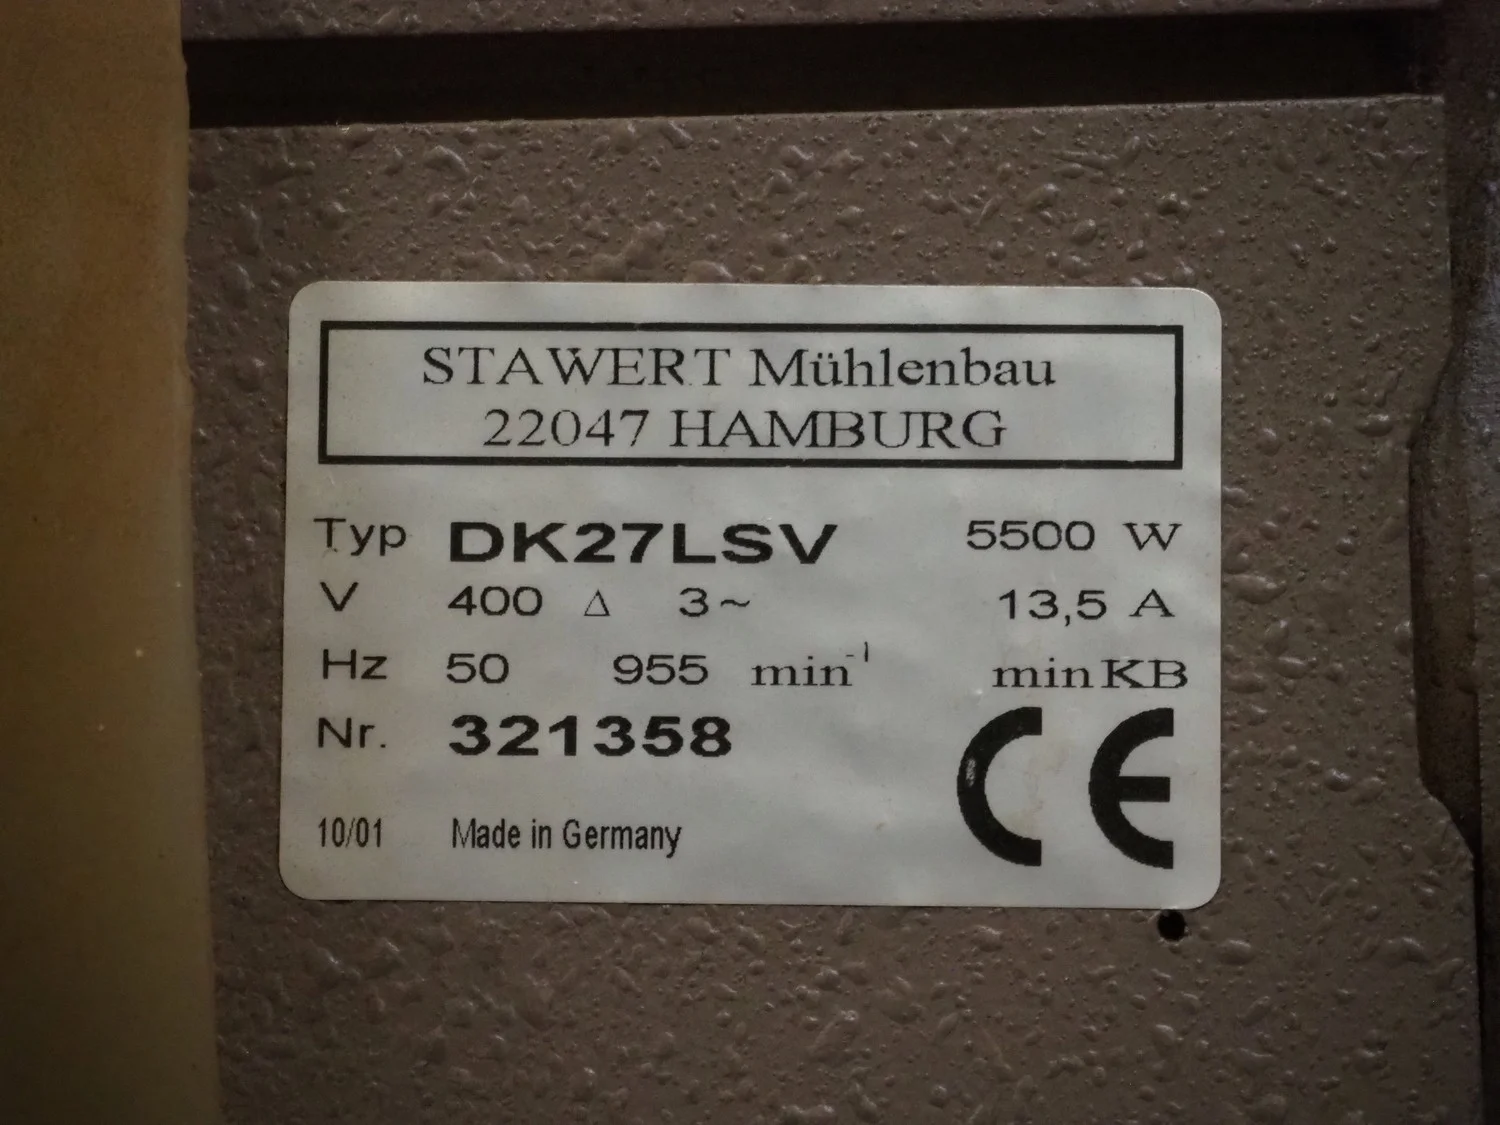 STAWERT Mühlenbau
22047 HAMBURG
Typ DK27LSV 5500 W
V 400 Δ 3~ 13,5 A
Hz 50 955 min⁻¹ min KB
Nr. 321358
10/01 Made in Germany CE